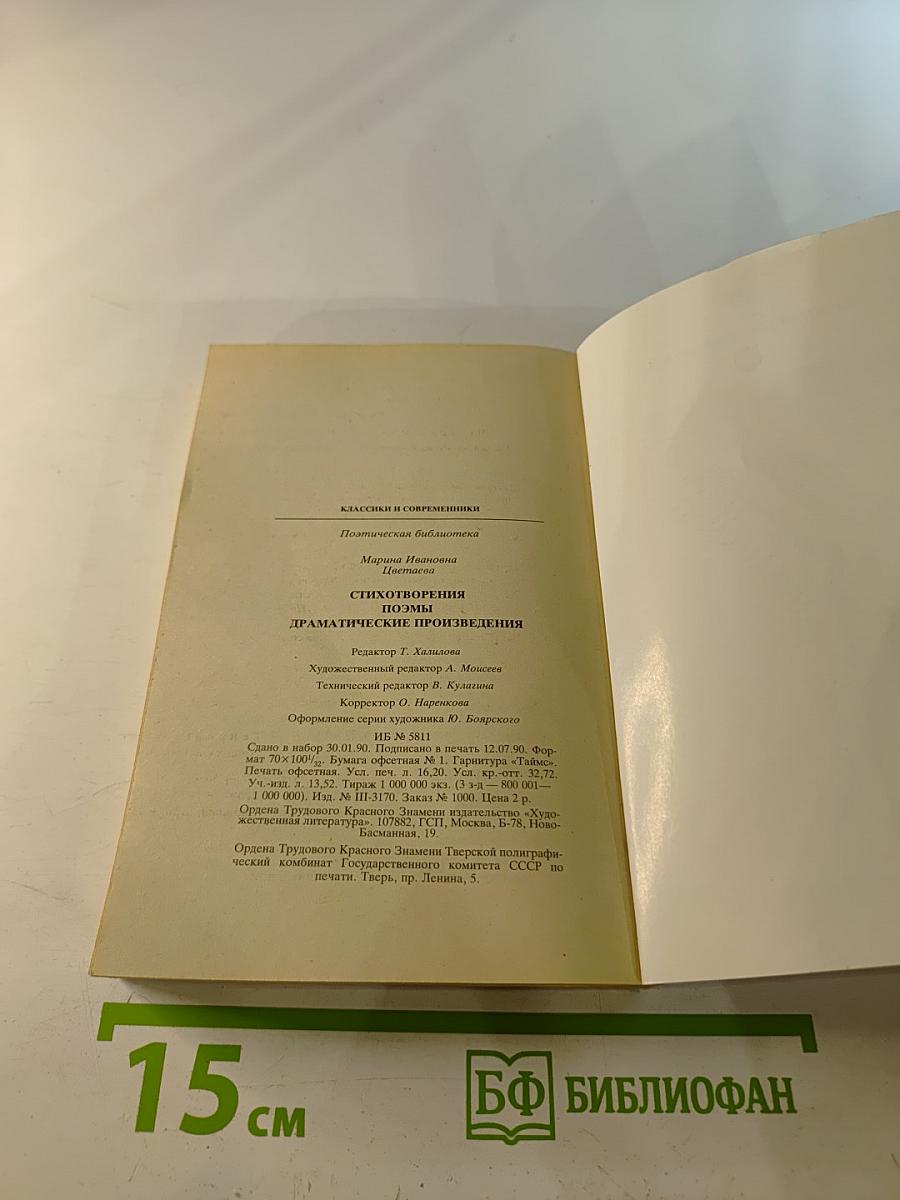 КЛАССИКИ И СОВРЕМЕННИКИ
Поэтическая библиотека
Марина Ивановна
Цветаева
СТИХОТВОРЕНИЯ
ПОЭМЫ
ДРАМАТИЧЕСКИЕ ПРОИЗВЕДЕНИЯ
Редактор Т. Халилова
Художественный редактор А. Моисеев
Технический редактор В. Кулагина
Корректор О. Наренкова
Оформление серии художника Ю. Боярского
ИБ № 5811
Сдано в набор 30.01.90. Подписано в печать 12.07.90. Фор-
мат 70×100¹/₃₂. Бумага офсетная № 1. Гарнитура «Таймс».
Печать офсетная. Усл. печ. л. 16,20. Усл. кр.-отт. 32,72.
Уч.-изд. л. 13,52. Тираж 1 000 000 экз. (3 з-д — 800 001—
1 000 000). Изд. № III-3170. Заказ № 1000. Цена 2 р.
Ордена Трудового Красного Знамени издательство «Худо-
жественная литература». 107882, ГСП, Москва, Б-78, Ново-
Басманная, 19.
Ордена Трудового Красного Знамени Тверской полиграфи-
ческий комбинат Государственного комитета СССР по
печати. Тверь, пр. Ленина, 5.
15 см
БФ БИБЛИОФАН